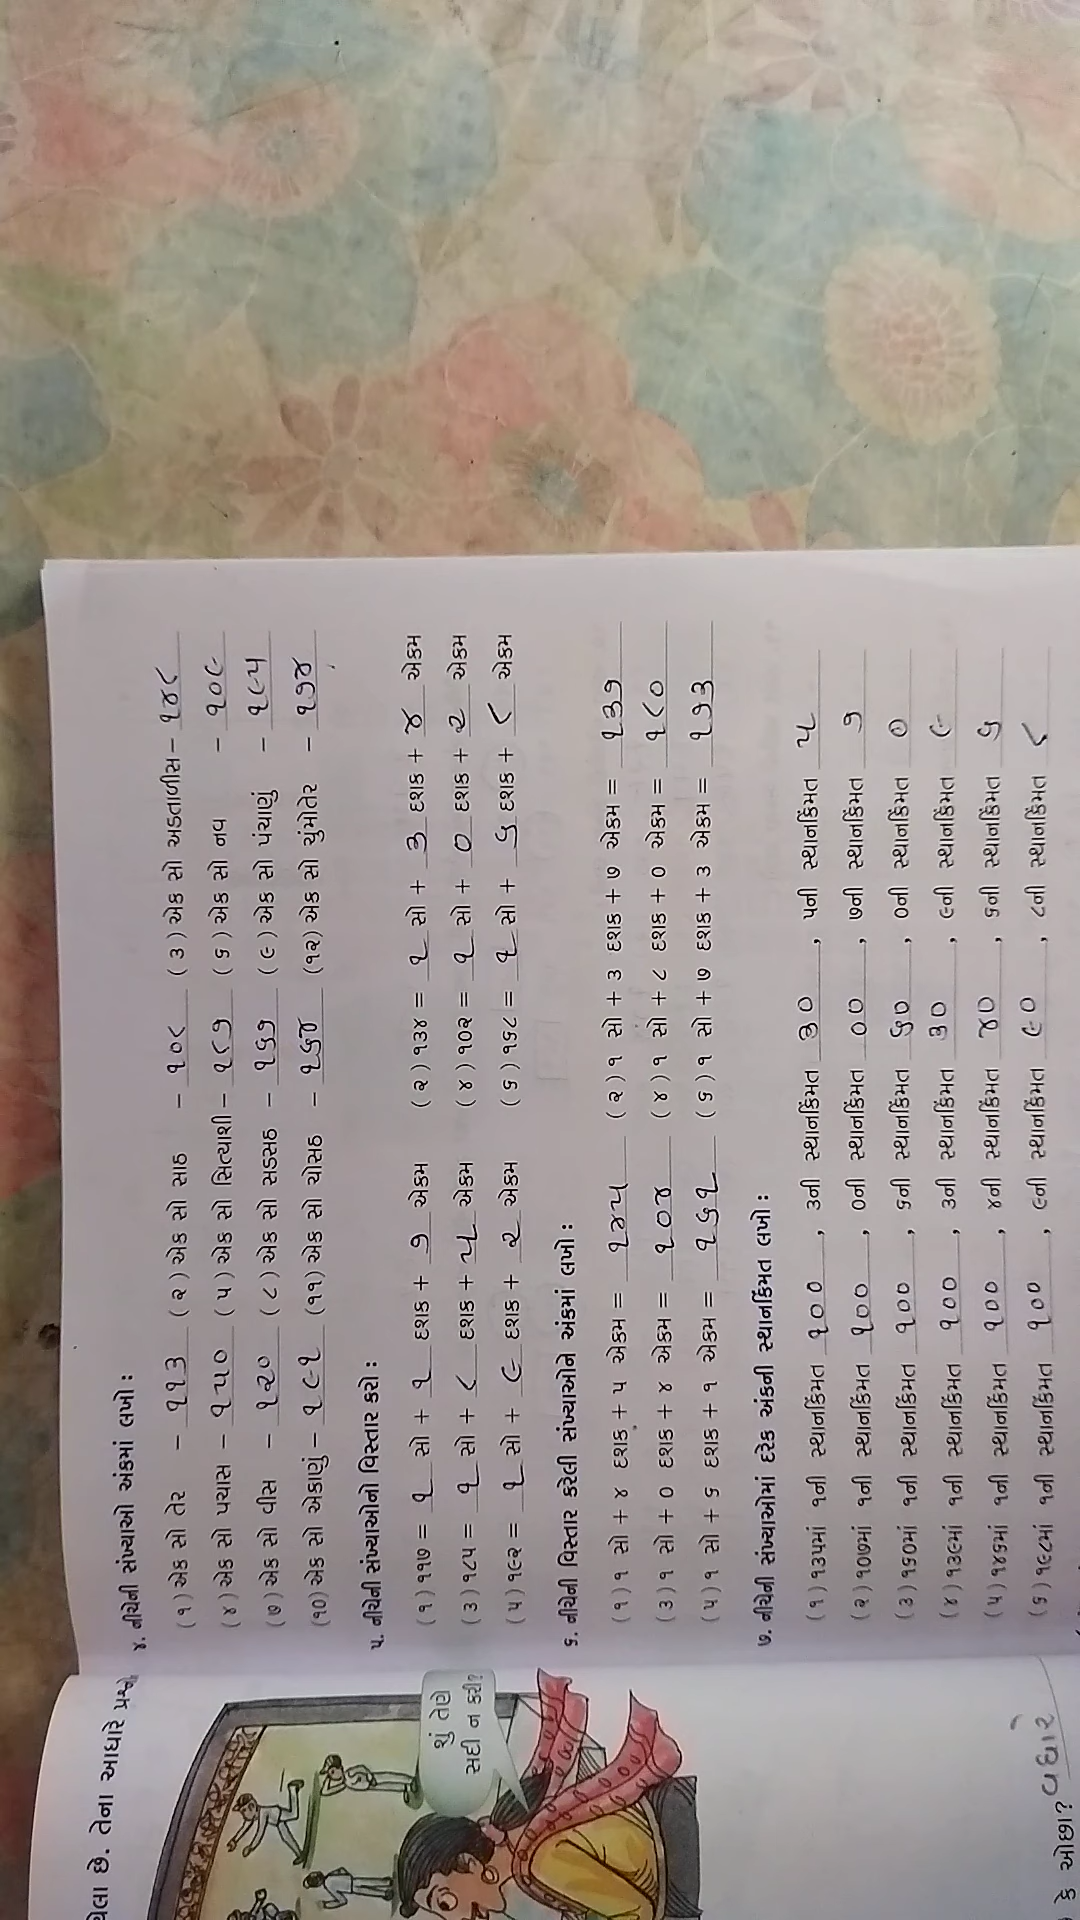 યેલા છે. તેના આધારે પ્રશ્નો
શું તેણે
સદી ન કરી?
કે ઓછા? વધારે
૪. નીચેની સંખ્યાઓ અંકમાં લખો :
(૧) એક સો તેર – ૧૧૩ (૨) એક સો સાઠ – ૧૦૮ (૩) એક સો અડતાળીસ – ૧૪૮
(૪) એક સો પચાસ – ૧૫૦ (૫) એક સો સિત્યાશી – ૧૮૭ (૬) એક સો નવ – ૧૦૯
(૭) એક સો વીસ – ૧૨૦ (૮) એક સો સડસઠ – ૧૬૭ (૯) એક સો પંચાણું – ૧૯૫
(૧૦) એક સો એકાણું – ૧૯૧ (૧૧) એક સો ચોસઠ – ૧૬૪ (૧૨) એક સો ચુંમોતેર – ૧૭૪
૫. નીચેની સંખ્યાઓનો વિસ્તાર કરો :
(૧) ૧૧૭ = ૧ સો + ૧ દશક + ૭ એકમ (૨) ૧૩૪ = ૧ સો + ૩ દશક + ૪ એકમ
(૩) ૧૮૫ = ૧ સો + ૮ દશક + ૫ એકમ (૪) ૧૦૨ = ૧ સો + ૦ દશક + ૨ એકમ
(૫) ૧૯૨ = ૧ સો + ૯ દશક + ૨ એકમ (૬) ૧૬૮ = ૧ સો + ૬ દશક + ૮ એકમ
૬. નીચેની વિસ્તાર કરેલી સંખ્યાઓને અંકમાં લખો :
(૧) ૧ સો + ૪ દશક + ૫ એકમ = ૧૪૫ (૨) ૧ સો + ૩ દશક + ૭ એકમ = ૧૩૭
(૩) ૧ સો + ૦ દશક + ૪ એકમ = ૧૦૪ (૪) ૧ સો + ૮ દશક + ૦ એકમ = ૧૮૦
(૫) ૧ સો + ૬ દશક + ૧ એકમ = ૧૬૧ (૬) ૧ સો + ૭ દશક + ૩ એકમ = ૧૭૩
૭. નીચેની સંખ્યાઓમાં દરેક અંકની સ્થાનકિંમત લખો :
(૧) ૧૩૫માં ૧ની સ્થાનકિંમત ૧૦૦, ૩ની સ્થાનકિંમત ૩૦, ૫ની સ્થાનકિંમત ૫
(૨) ૧૦૭માં ૧ની સ્થાનકિંમત ૧૦૦, ૦ની સ્થાનકિંમત ૦૦, ૭ની સ્થાનકિંમત ૭
(૩) ૧૬૦માં ૧ની સ્થાનકિંમત ૧૦૦, ૬ની સ્થાનકિંમત ૬૦, ૦ની સ્થાનકિંમત ૦
(૪) ૧૩૯માં ૧ની સ્થાનકિંમત ૧૦૦, ૩ની સ્થાનકિંમત ૩૦, ૯ની સ્થાનકિંમત ૯
(૫) ૧૪૬માં ૧ની સ્થાનકિંમત ૧૦૦, ૪ની સ્થાનકિંમત ૪૦, ૬ની સ્થાનકિંમત ૬
(૬) ૧૯૮માં ૧ની સ્થાનકિંમત ૧૦૦, ૯ની સ્થાનકિંમત ૯૦, ૮ની સ્થાનકિંમત ૮